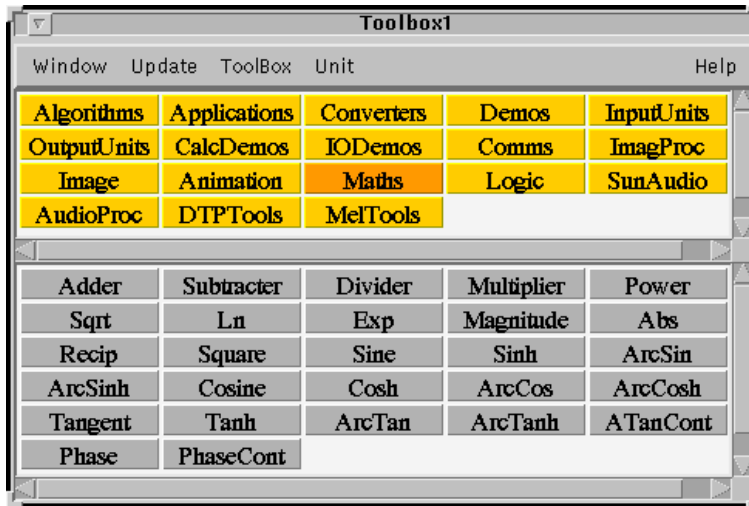 Toolbox1
Window Update ToolBox Unit Help
Algorithms Applications Converters Demos InputUnits
OutputUnits CalcDemos IODemos Comms ImagProc
Image Animation Maths Logic SunAudio
AudioProc DTPTools MelTools
Adder Subtracter Divider Multiplier Power
Sqrt Ln Exp Magnitude Abs
Recip Square Sine Sinh ArcSin
ArcSinh Cosine Cosh ArcCos ArcCosh
Tangent Tanh ArcTan ArcTanh ATanCont
Phase PhaseCont